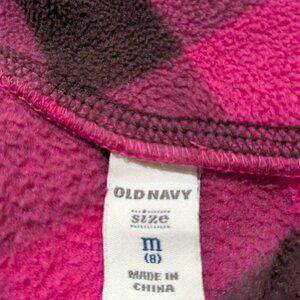 OLD NAVY
size
m
(8)
MADE IN
CHINA